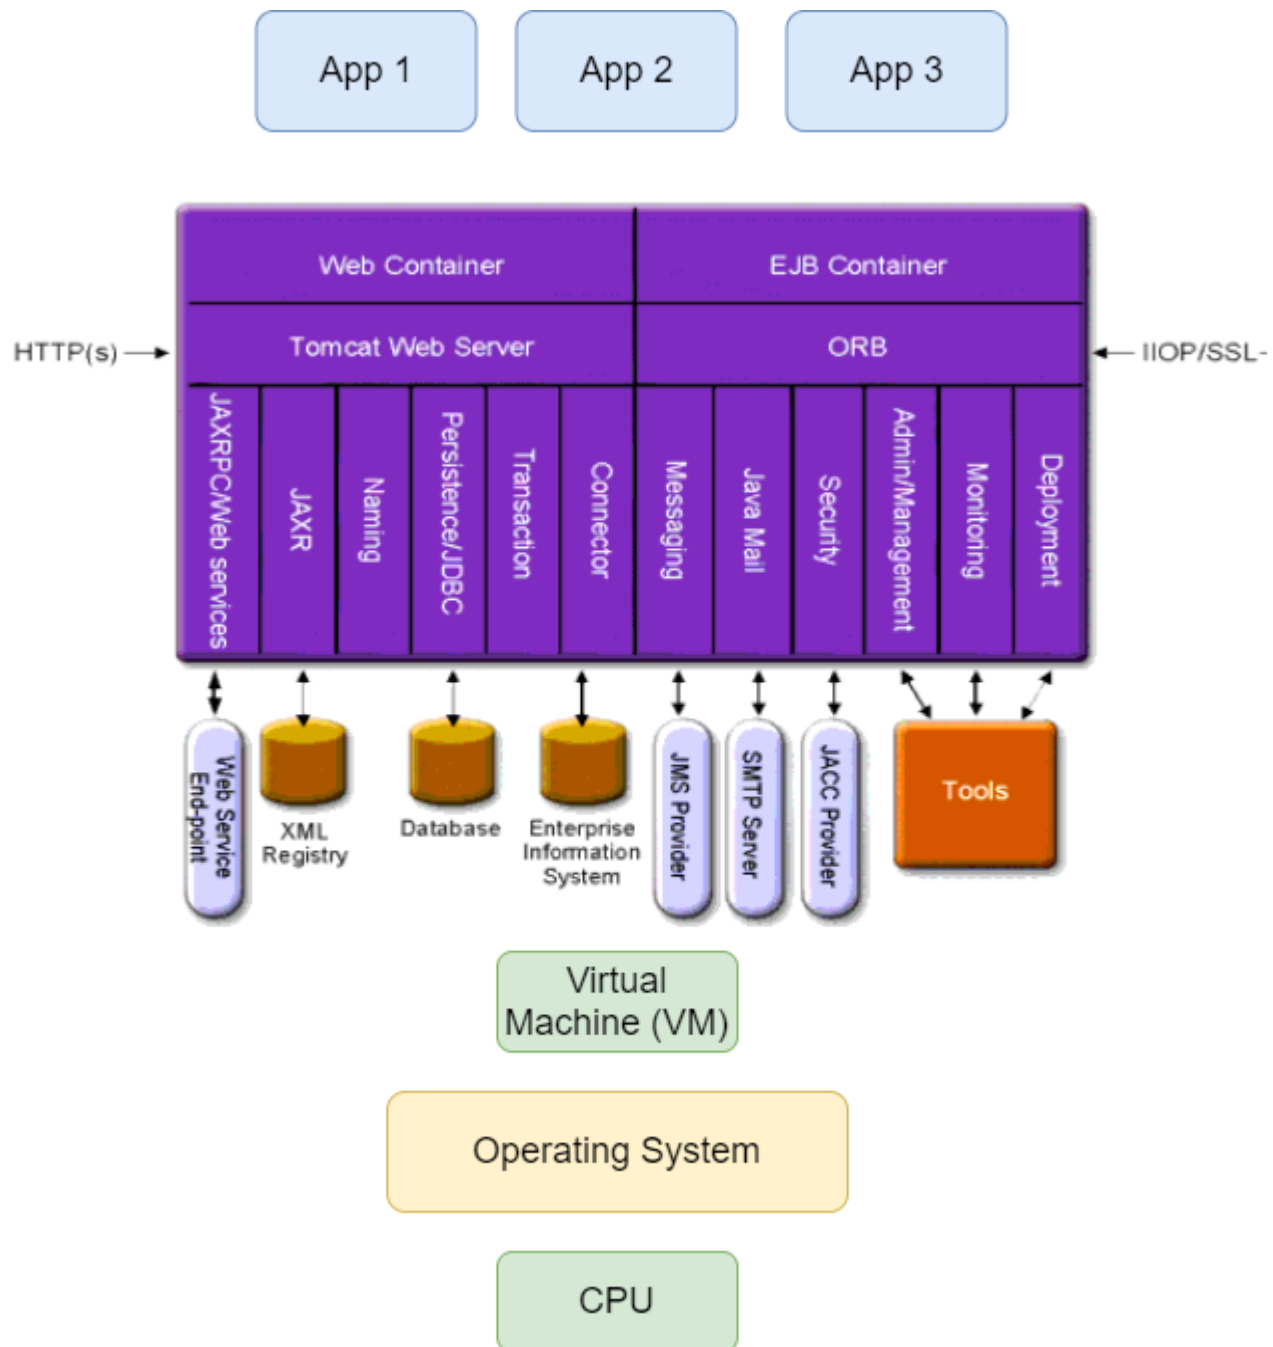 App 1
App 2
App 3
Web Container
EJB Container
HTTP(s)
Tomcat Web Server
ORB
IIOP/SSL-
JAXRPC/Web services
JAXR
Naming
Persistence/JDBC
Transaction
Connector
Messaging
Java Mail
Security
Admin/Management
Monitoring
Deployment
Web Service
End-point
XML
Registry
Database
Enterprise
Information
System
JMS Provider
SMTP Server
JACC Provider
Tools
Virtual
Machine (VM)
Operating System
CPU